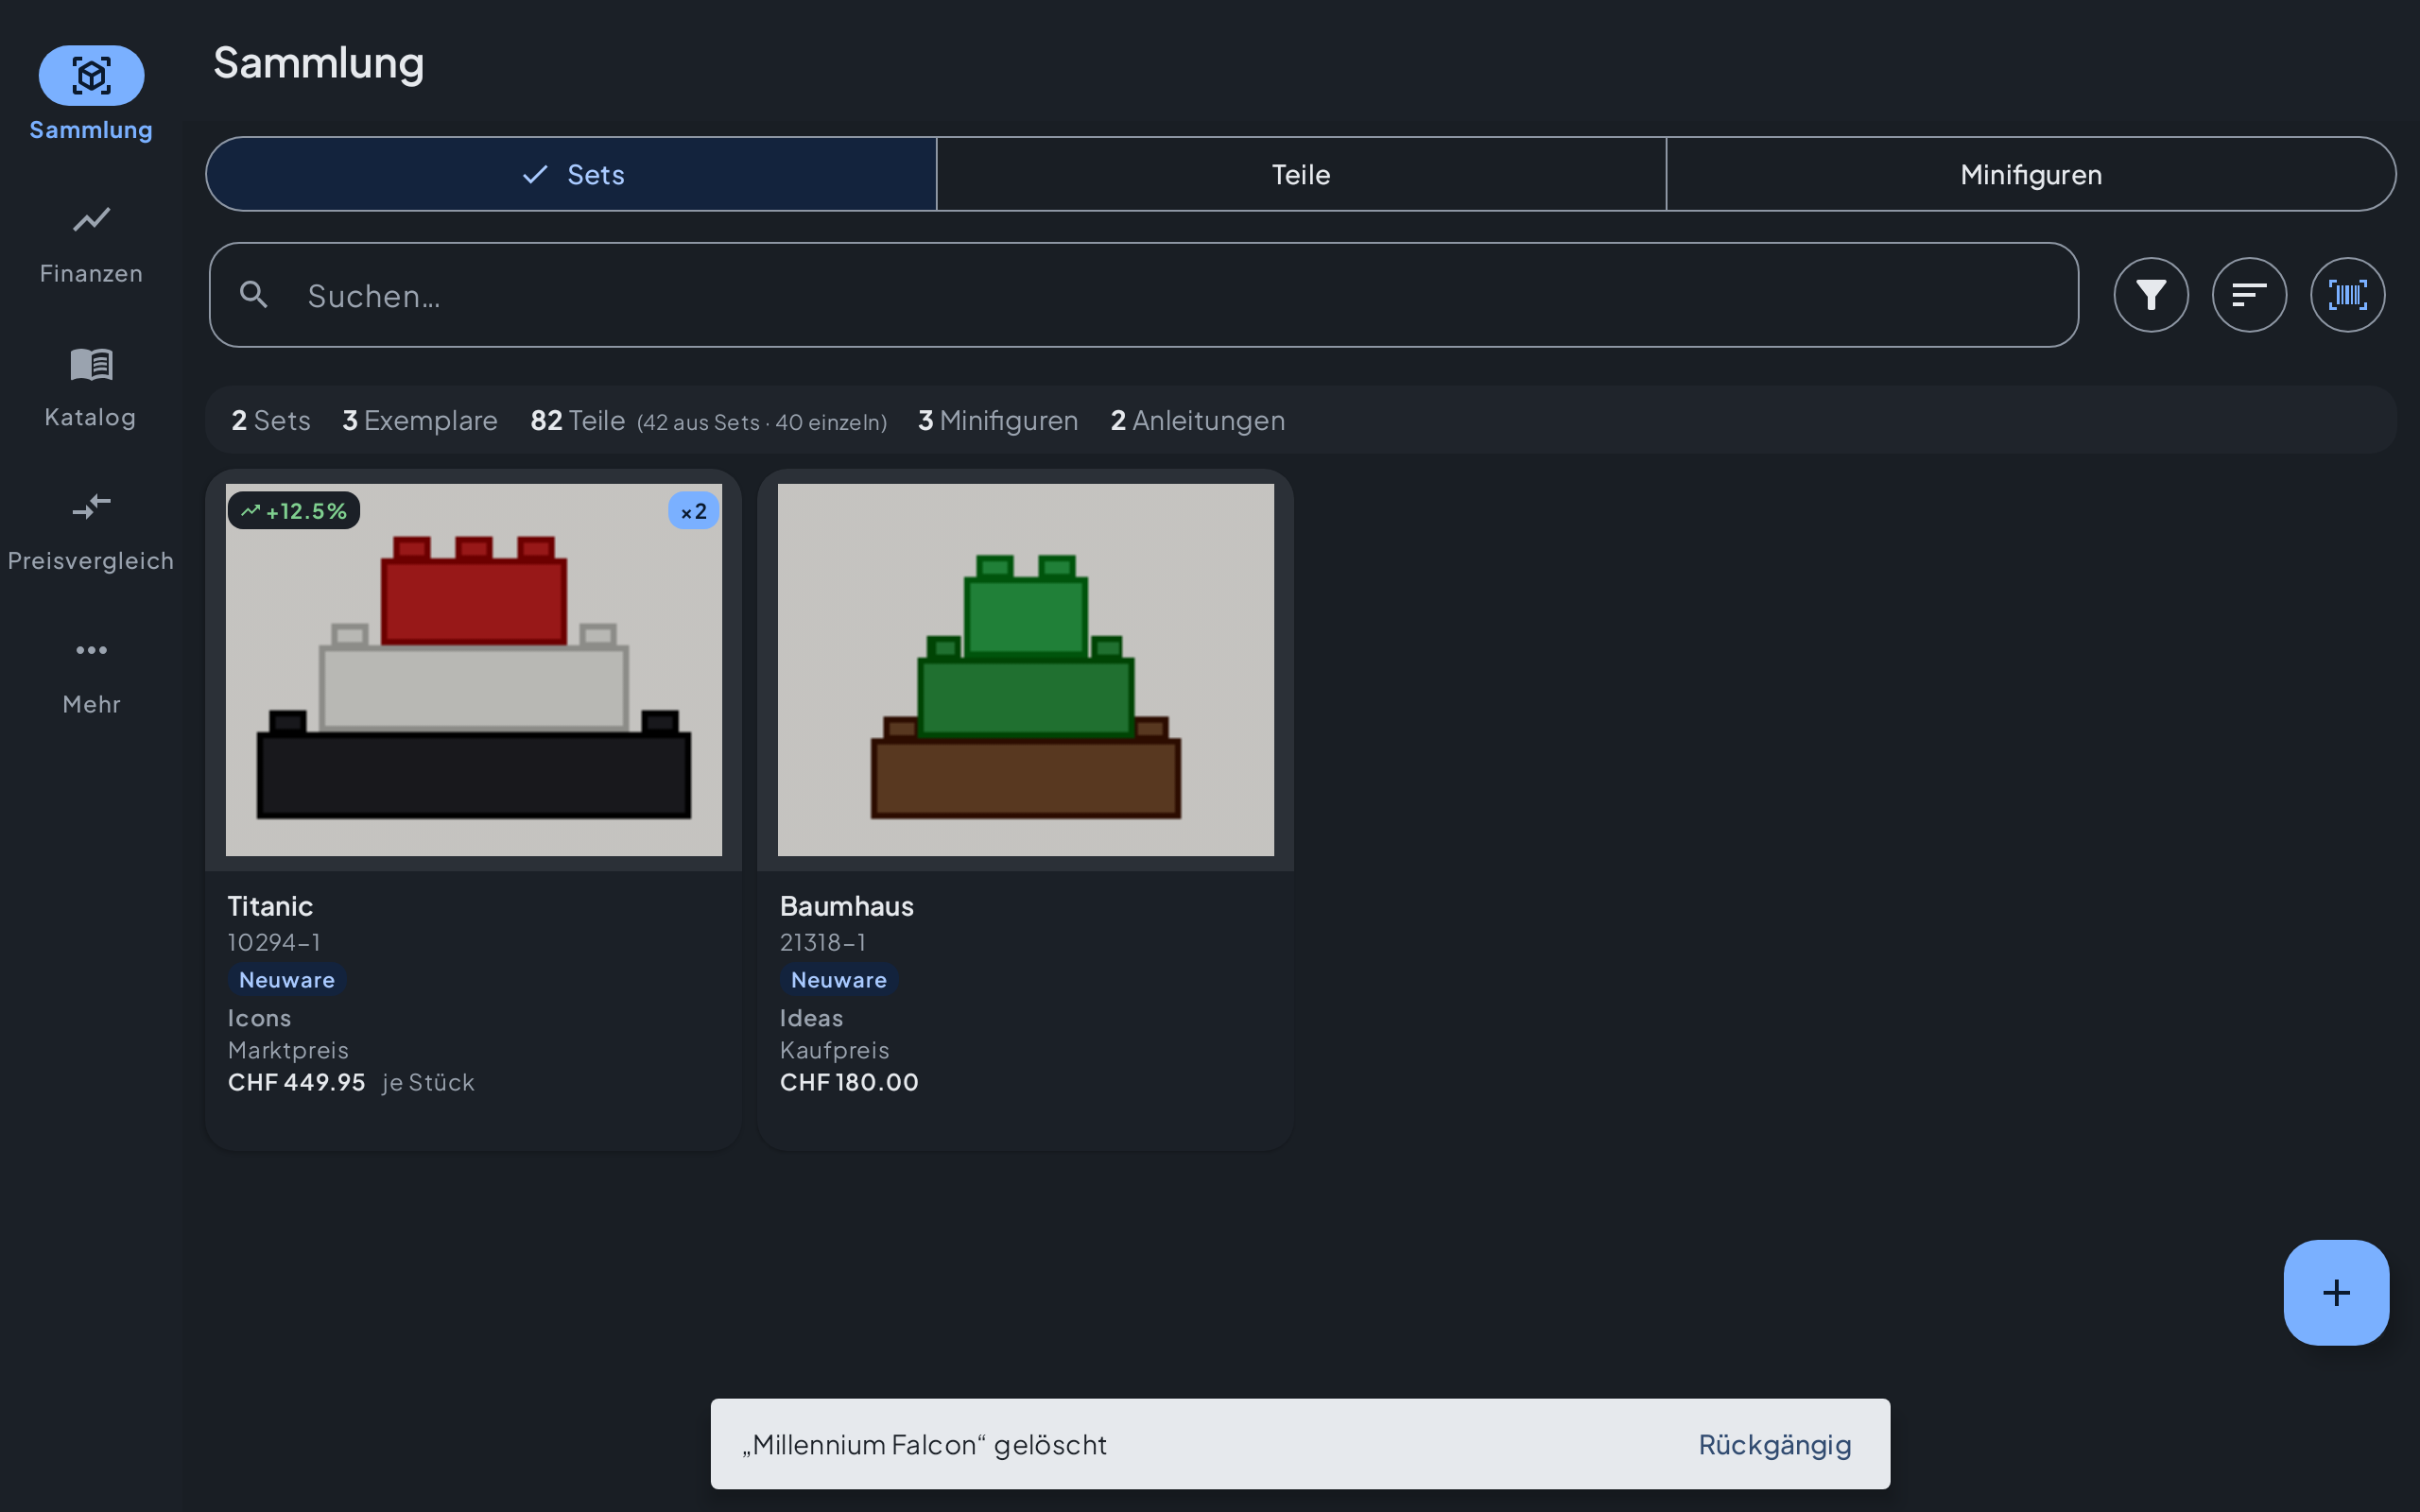 Sammlung
Finanzen
Katalog
Preisvergleich
Mehr
Sammlung
Sets
Teile
Minifiguren
Suchen...
2 Sets 3 Exemplare 82 Teile (42 aus Sets · 40 einzeln) 3 Minifiguren 2 Anleitungen
+12.5%
×2
Titanic
10294-1
Neuware
Icons
Marktpreis
CHF 449.95 je Stück
Baumhaus
21318-1
Neuware
Ideas
Kaufpreis
CHF 180.00
„Millennium Falcon“ gelöscht
Rückgängig